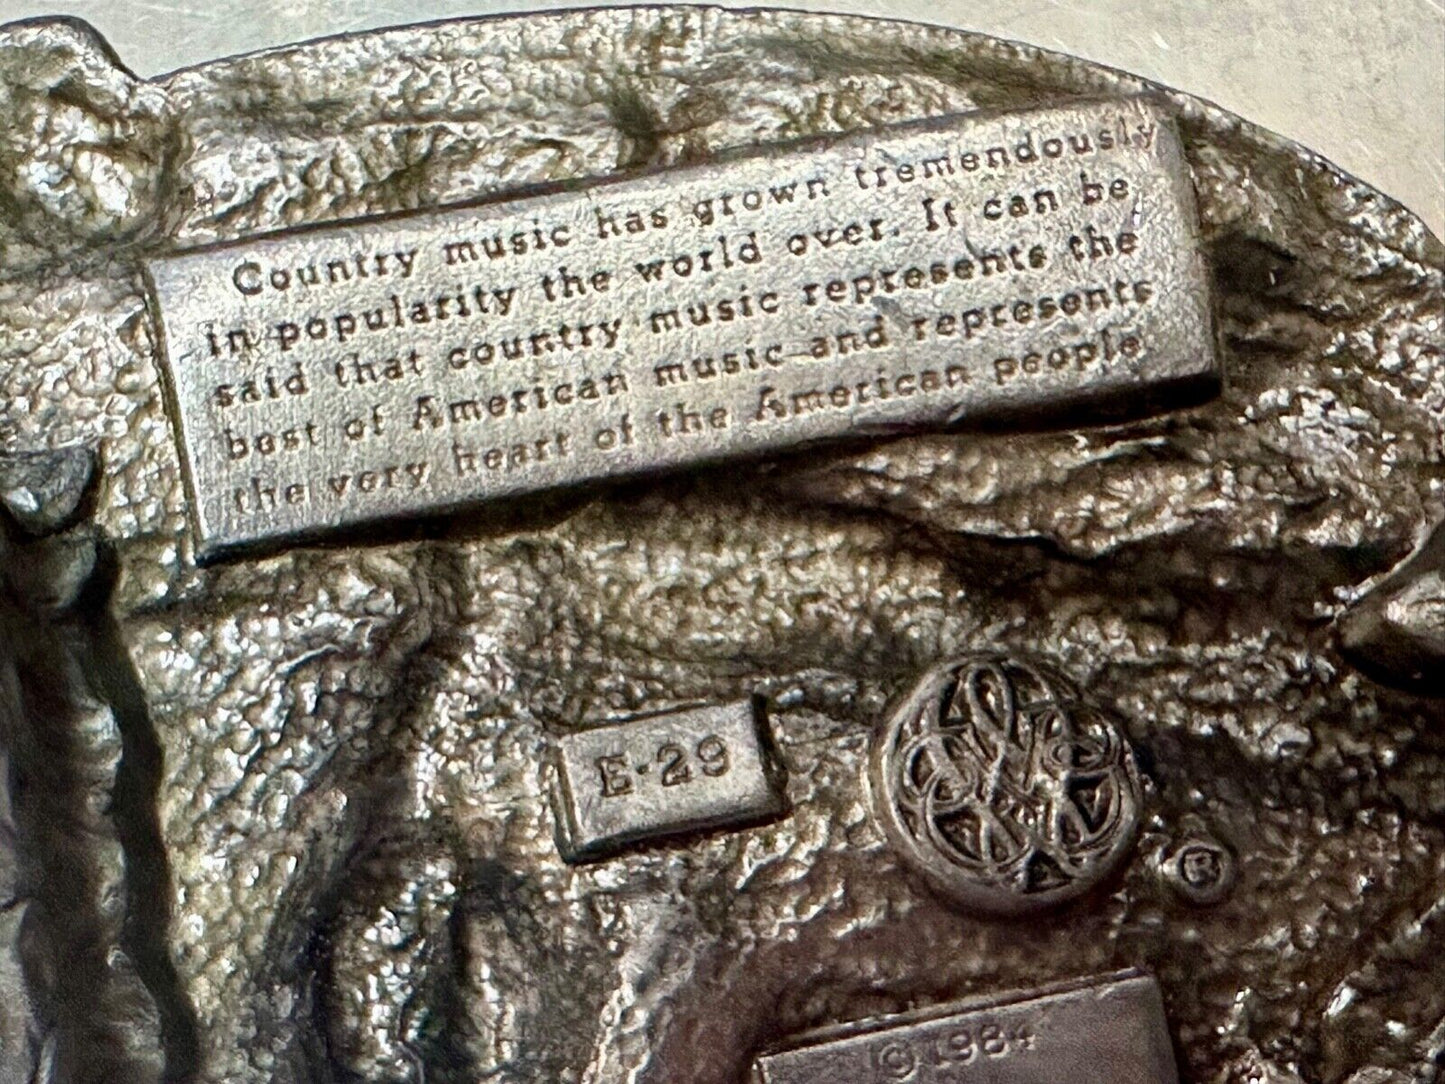 Country music has grown tremendously
in popularity the world over. It can be
said that country music represents the
best of American music and represents
the very heart of the American people
E·29
®
© 1984